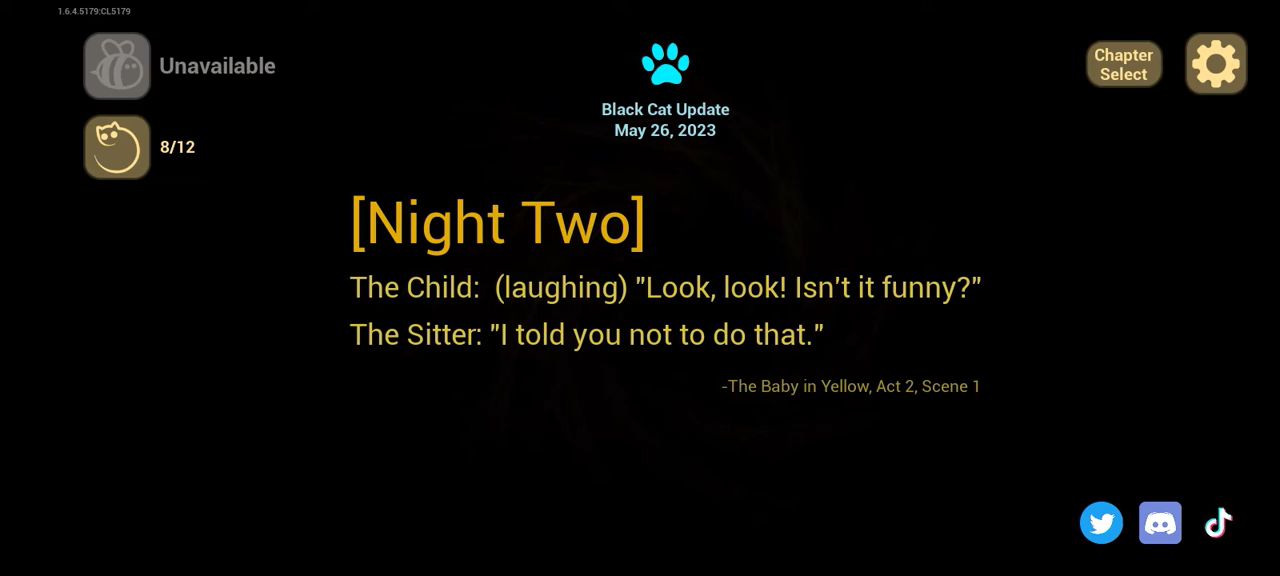 1.6.4.5179:CL5179
Unavailable
8/12
Black Cat Update
May 26, 2023
Chapter
Select
[Night Two]
The Child:  (laughing) "Look, look! Isn't it funny?"
The Sitter: "I told you not to do that."
-The Baby in Yellow, Act 2, Scene 1